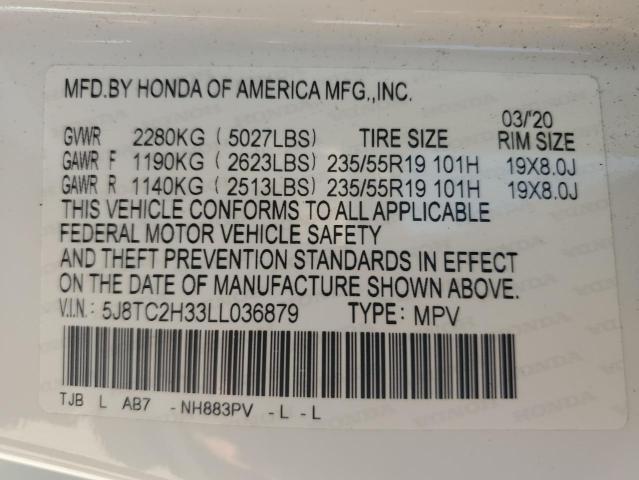 MFD.BY HONDA OF AMERICA MFG.,INC.
03/'20
GVWR 2280KG ( 5027LBS) TIRE SIZE RIM SIZE
GAWR F 1190KG ( 2623LBS) 235/55R19 101H 19X8.0J
GAWR R 1140KG ( 2513LBS) 235/55R19 101H 19X8.0J
THIS VEHICLE CONFORMS TO ALL APPLICABLE
FEDERAL MOTOR VEHICLE SAFETY
AND THEFT PREVENTION STANDARDS IN EFFECT
ON THE DATE OF MANUFACTURE SHOWN ABOVE.
V.I.N.: 5J8TC2H33LL036879 TYPE: MPV
TJB L AB7 -NH883PV -L -L